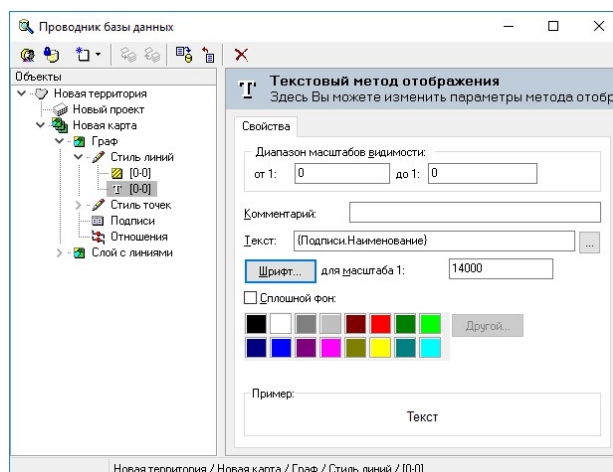 Проводник базы данных
Объекты
Новая территория
Новый проект
Новая карта
Граф
Стиль линий
[0-0]
T [0-0]
Стиль точек
Подписи
Отношения
Слой с линиями
T Текстовый метод отображения
Здесь Вы можете изменить параметры метода отобр
Свойства
Диапазон масштабов видимости:
от 1: 0 до 1: 0
Комментарий:
Текст: {Подписи.Наименование} ...
Шрифт... для масштаба 1: 14000
Сплошной фон:
Другой...
Пример:
Текст
Новая территория / Новая карта / Граф / Стиль линий / [0-0]